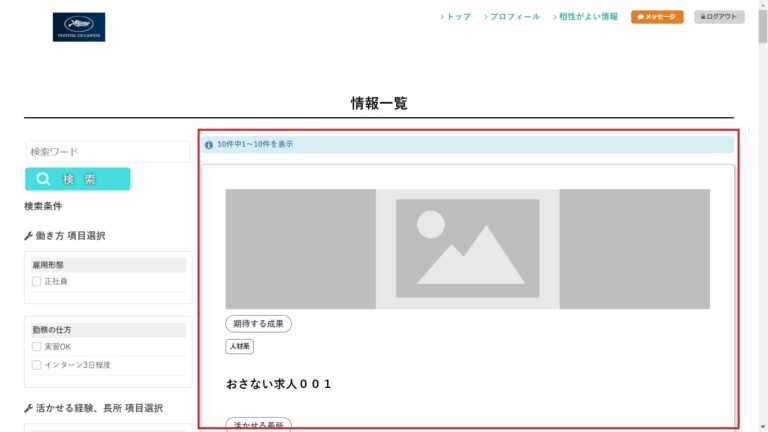 FESTIVAL DE CANNES
トップ
プロフィール
相性がよい情報
メッセージ
ログアウト
情報一覧
検索ワード
検索
検索条件
働き方 項目選択
雇用形態
正社員
勤務の仕方
実習OK
インターン3日程度
活かせる経験、長所 項目選択
10件中1～10件を表示
期待する成果
人材系
おさない求人００１
活かせる長所